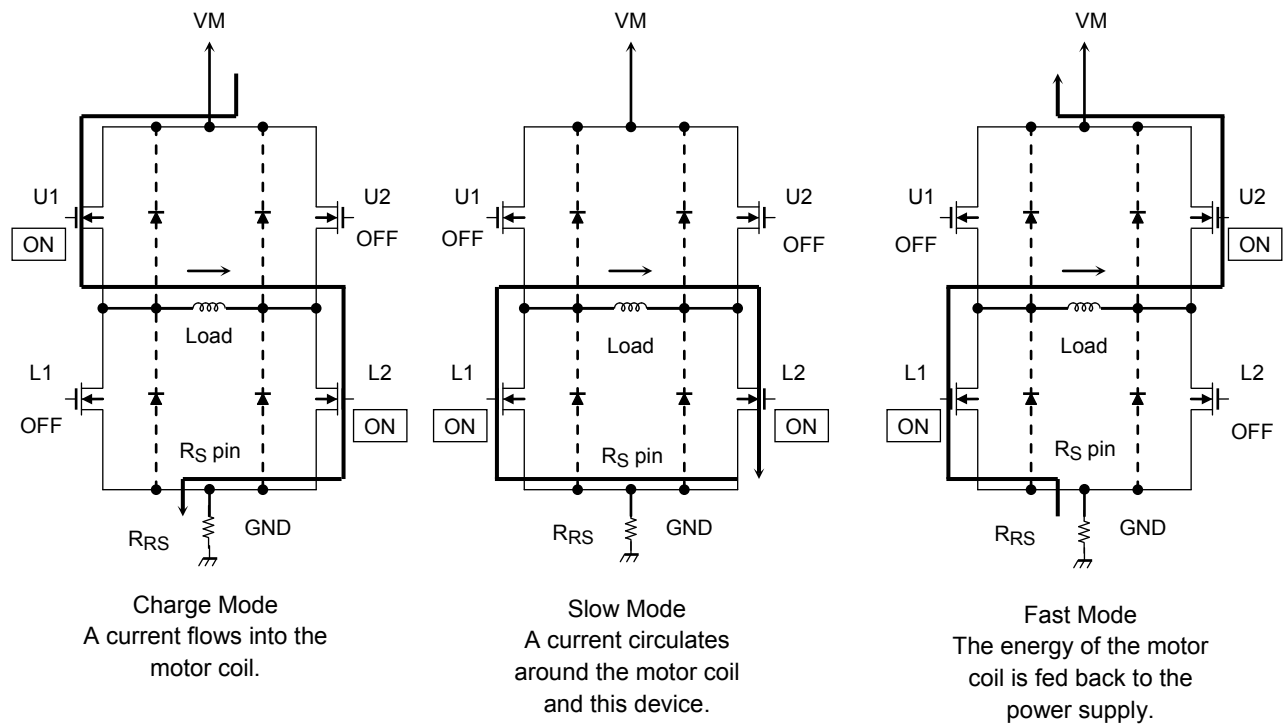 VM
U1
ON
U2
OFF
Load
L1
OFF
L2
ON
RS pin
RRS
GND
Charge Mode
A current flows into the
motor coil.
VM
U1
OFF
U2
OFF
Load
L1
ON
L2
ON
RS pin
RRS
GND
Slow Mode
A current circulates
around the motor coil
and this device.
VM
U1
OFF
U2
ON
Load
L1
ON
L2
OFF
RS pin
RRS
GND
Fast Mode
The energy of the motor
coil is fed back to the
power supply.